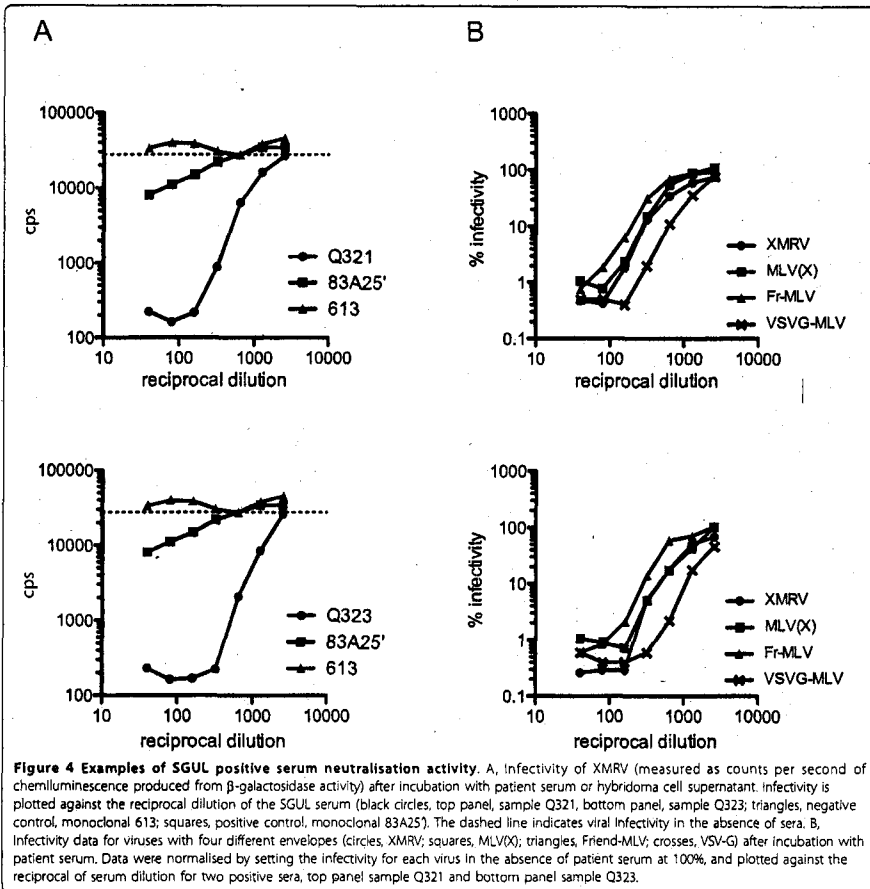 A
B
100000
10000
1000
100
10
100
1000
10000
cps
reciprocal dilution
Q321
83A25'
613
1000
100
10
1
0.1
10
100
1000
10000
% infectivity
reciprocal dilution
XMRV
MLV(X)
Fr-MLV
VSVG-MLV
100000
10000
1000
100
10
100
1000
10000
cps
reciprocal dilution
Q323
83A25'
613
1000
100
10
1
0.1
10
100
1000
10000
% infectivity
reciprocal dilution
XMRV
MLV(X)
Fr-MLV
VSVG-MLV
Figure 4 Examples of SGUL positive serum neutralisation activity. A, Infectivity of XMRV (measured as counts per second of
chemiluminescence produced from β-galactosidase activity) after incubation with patient serum or hybridoma cell supernatant. Infectivity is
plotted against the reciprocal dilution of the SGUL serum (black circles, top panel, sample Q321, bottom panel, sample Q323; triangles, negative
control, monoclonal 613; squares, positive control, monoclonal 83A25'). The dashed line indicates viral infectivity in the absence of sera. B,
Infectivity data for viruses with four different envelopes (circles, XMRV; squares, MLV(X); triangles, Friend-MLV; crosses, VSV-G) after incubation with
patient serum. Data were normalised by setting the infectivity for each virus in the absence of patient serum at 100%, and plotted against the
reciprocal of serum dilution for two positive sera, top panel sample Q321 and bottom panel sample Q323.